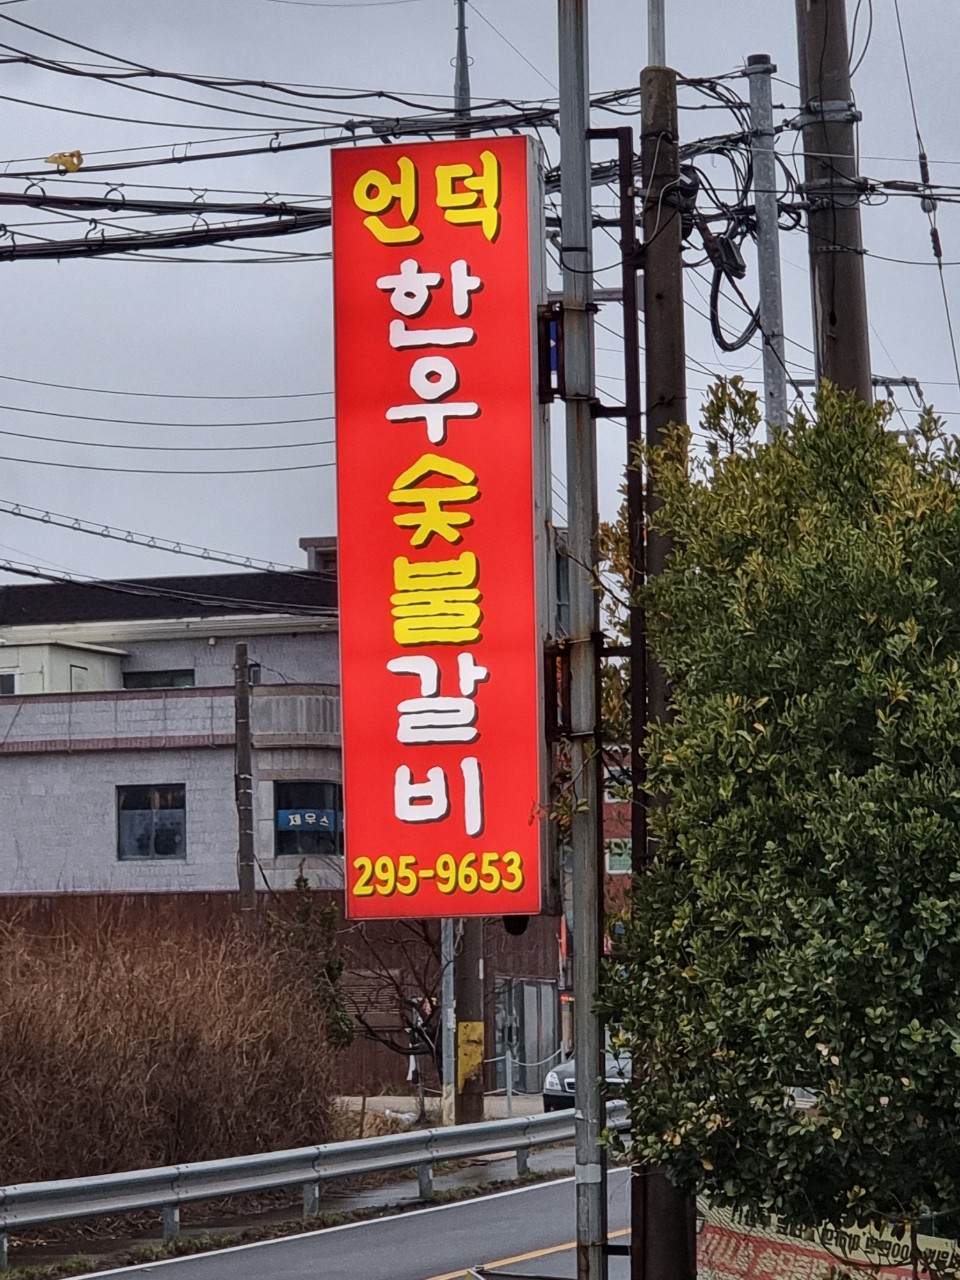 언덕
한우
숯불
갈비
295-9653
제우스